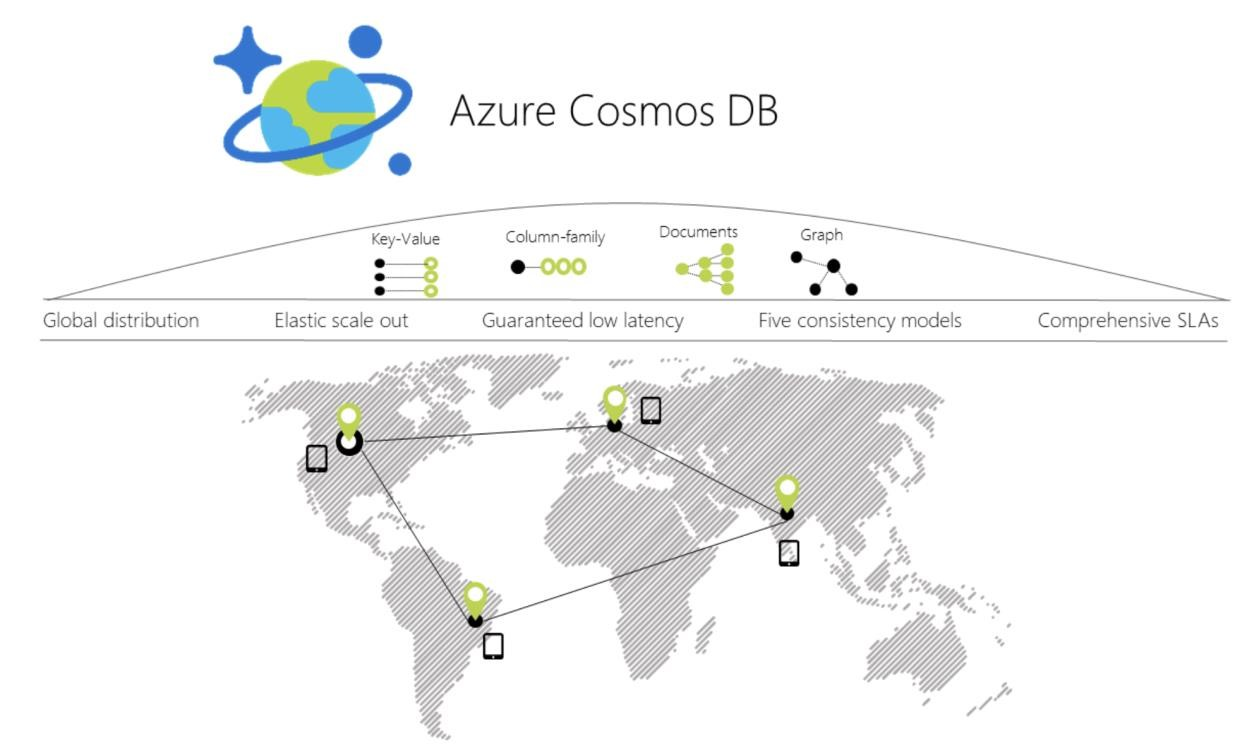 Azure Cosmos DB
Key-Value
Column-family
Documents
Graph
Global distribution
Elastic scale out
Guaranteed low latency
Five consistency models
Comprehensive SLAs